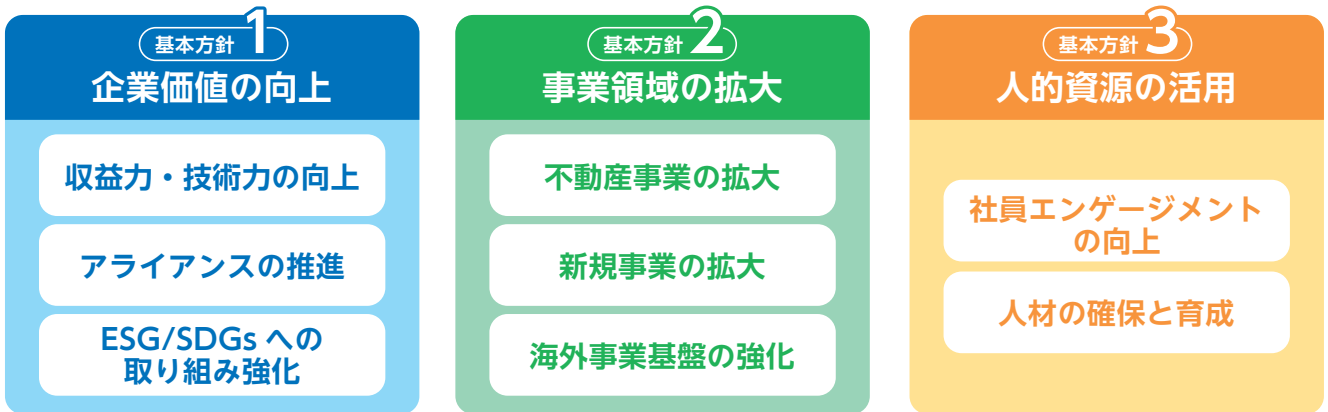 基本方針 1
企業価値の向上
収益力・技術力の向上
アライアンスの推進
ESG/SDGs への
取り組み強化
基本方針 2
事業領域の拡大
不動産事業の拡大
新規事業の拡大
海外事業基盤の強化
基本方針 3
人的資源の活用
社員エンゲージメント
の向上
人材の確保と育成